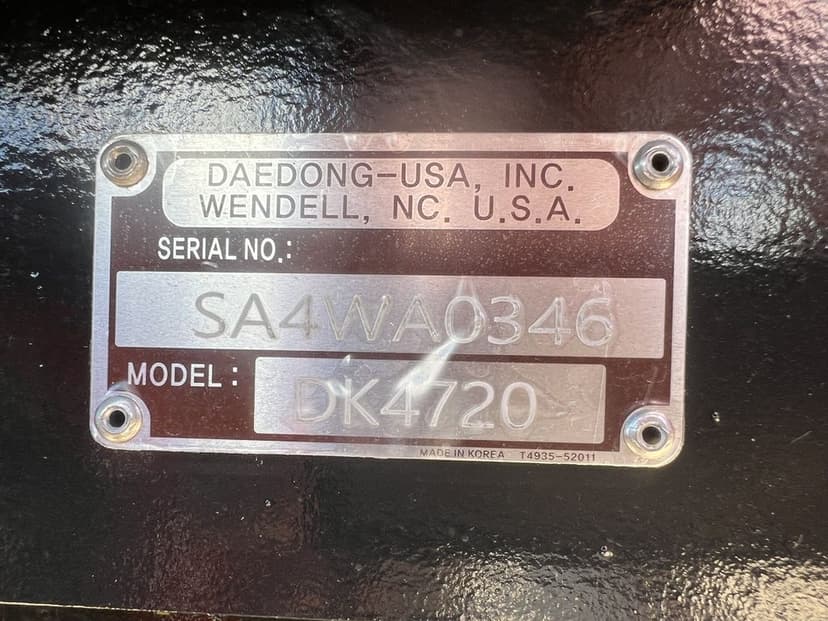 DAEDONG-USA, INC.
WENDELL, NC. U.S.A.
SERIAL NO.:
SA4WA0346
MODEL: DK4720
MADE IN KOREA T4935-52011